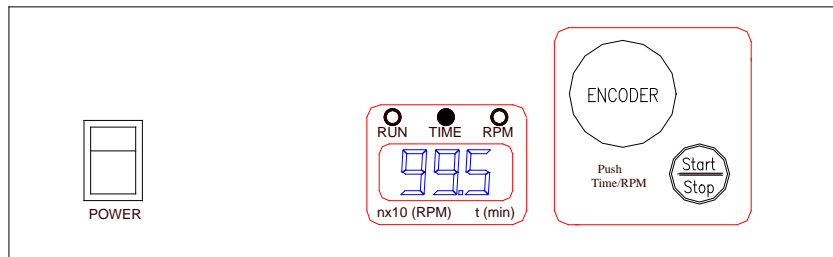 POWER
RUN TIME RPM
99.5
nx10 (RPM) t (min)
ENCODER
Push
Time/RPM
Start
Stop